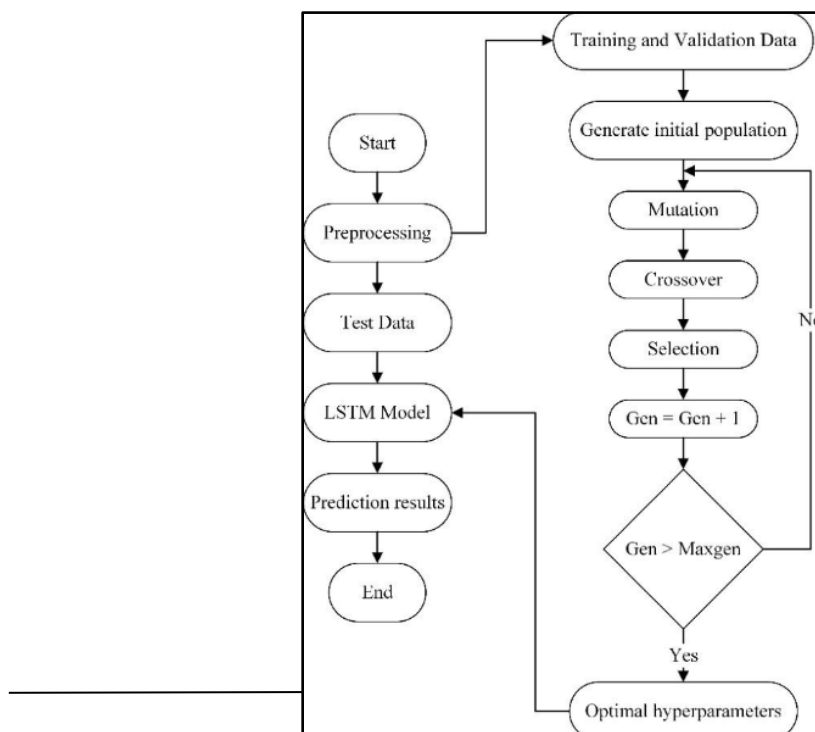 Start
Preprocessing
Test Data
LSTM Model
Prediction results
End
Training and Validation Data
Generate initial population
Mutation
Crossover
Selection
Gen = Gen + 1
Gen > Maxgen
No
Yes
Optimal hyperparameters